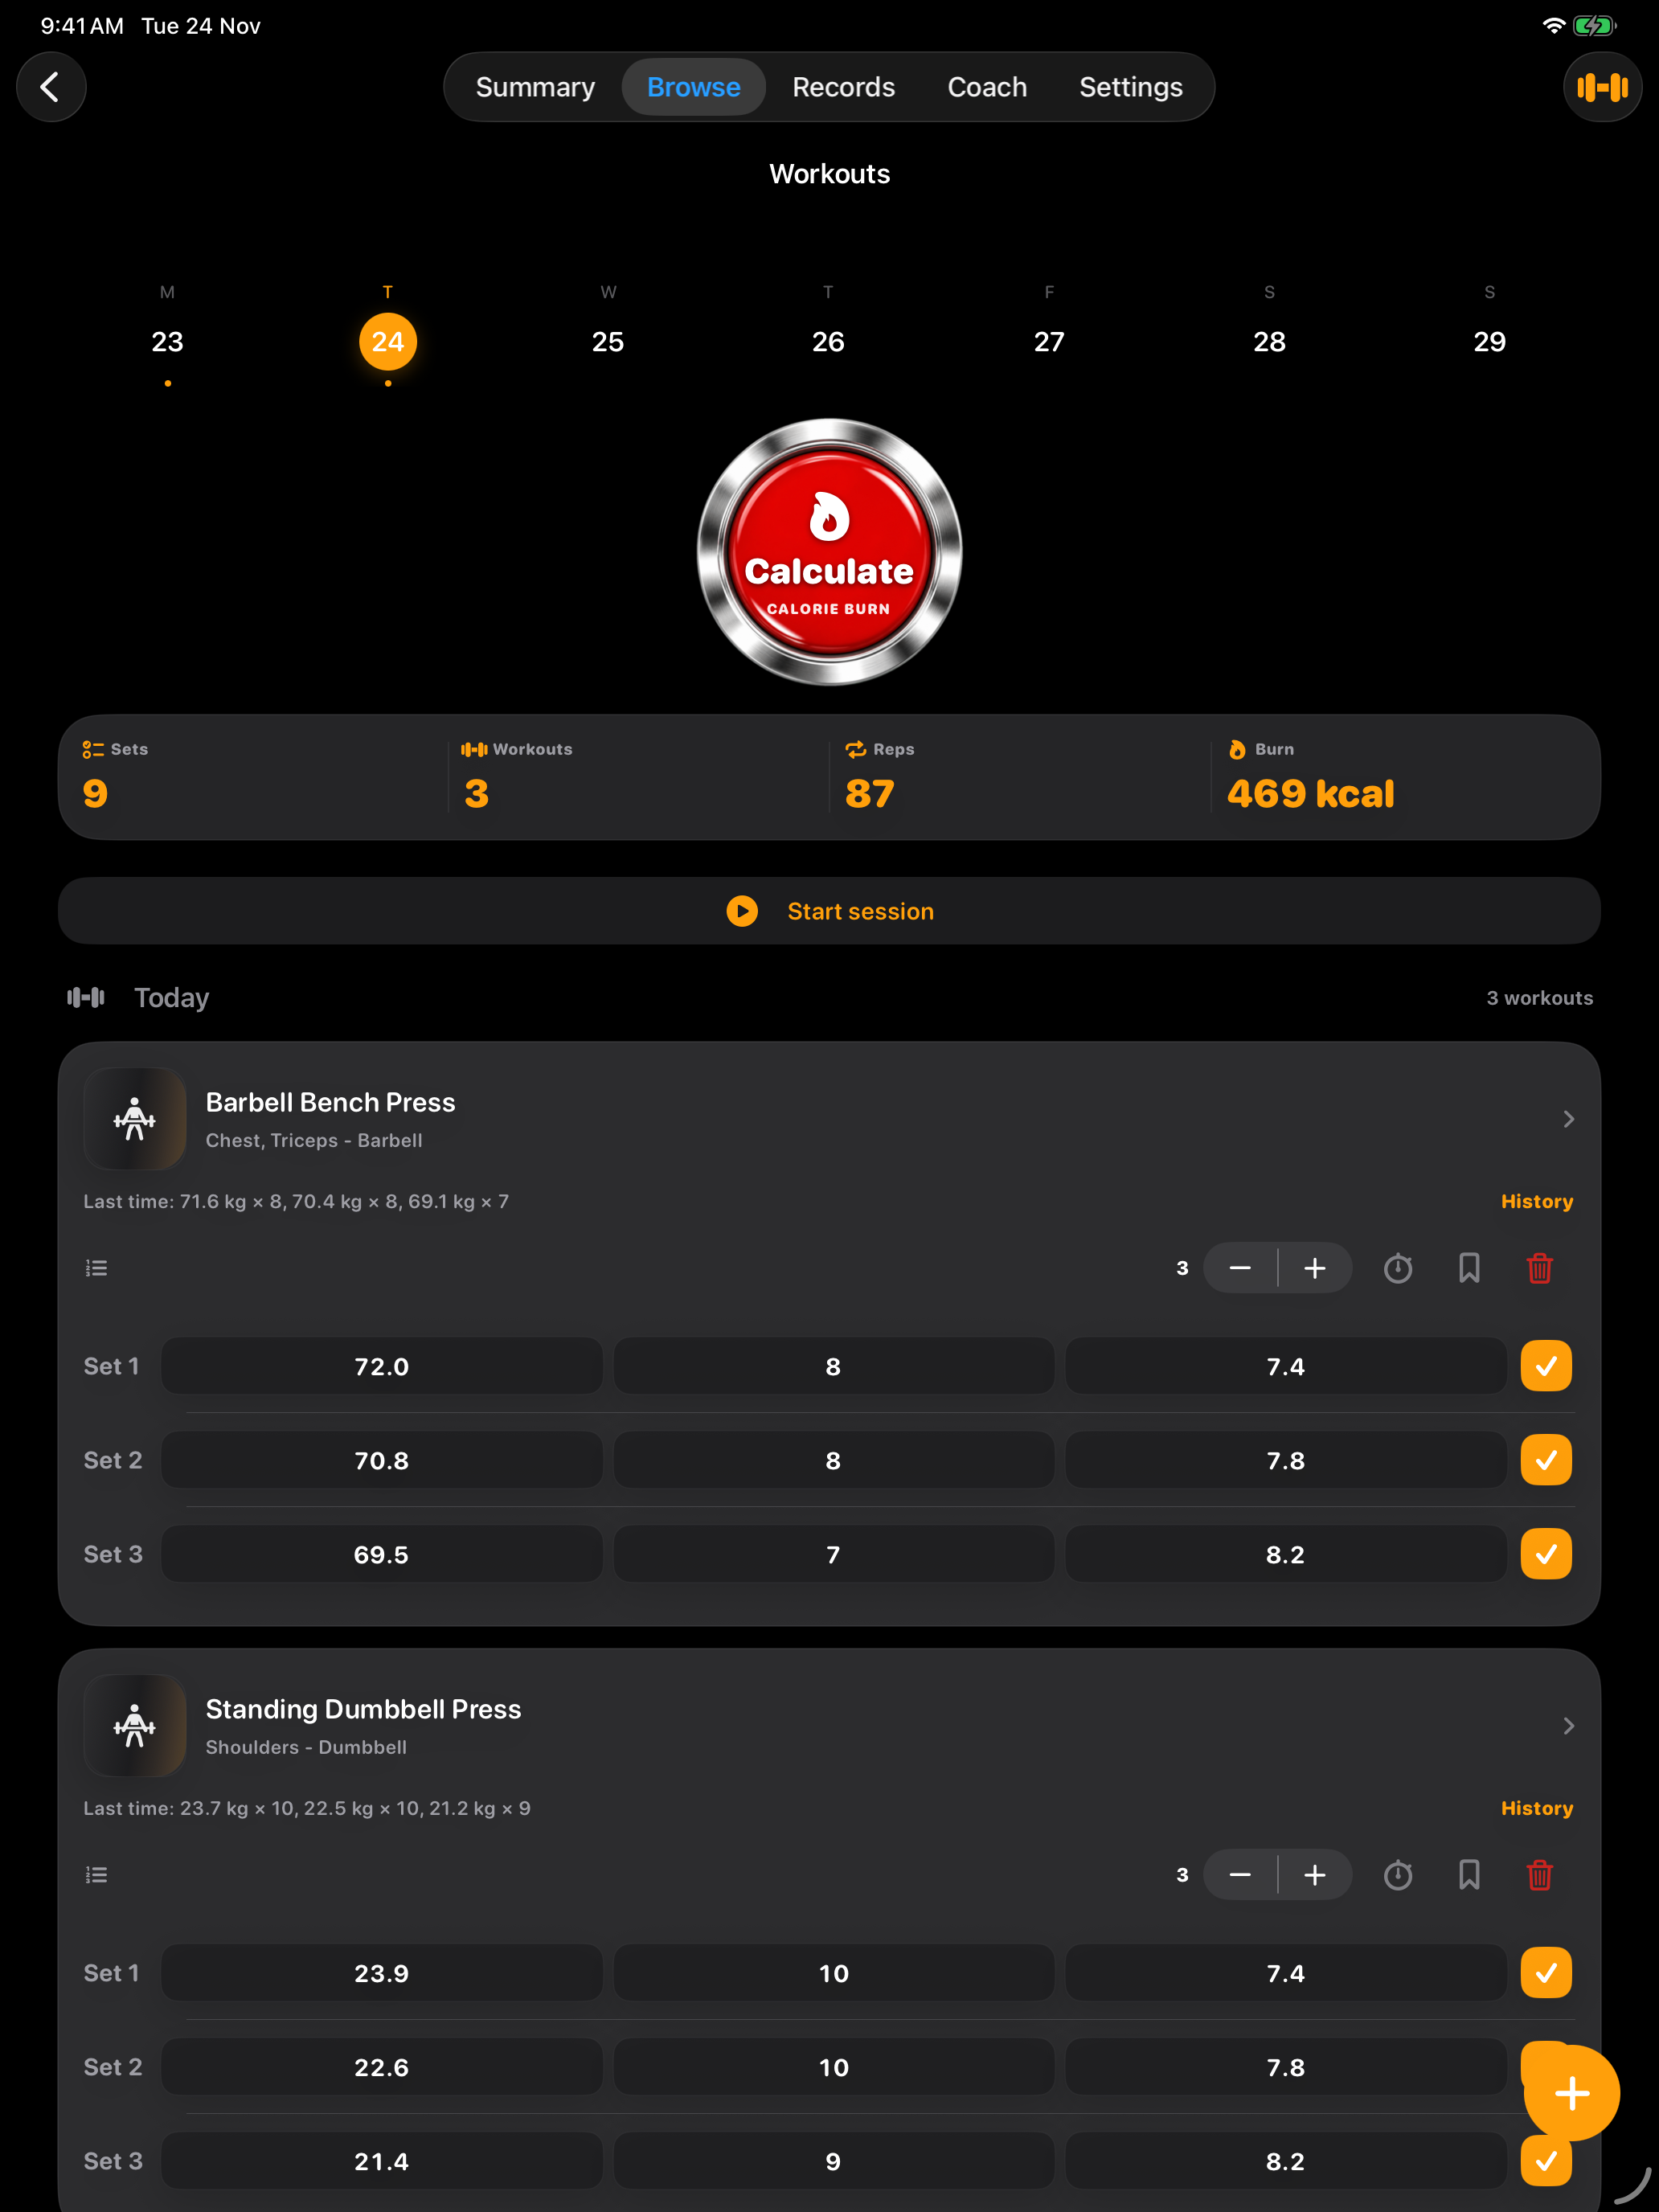 9:41 AM Tue 24 Nov
Summary Browse Records Coach Settings
Workouts
M T W T F S S
23 24 25 26 27 28 29
Calculate
CALORIE BURN
Sets Workouts Reps Burn
9 3 87 469 kcal
Start session
Today 3 workouts
Barbell Bench Press
Chest, Triceps - Barbell
Last time: 71.6 kg × 8, 70.4 kg × 8, 69.1 kg × 7 History
3
Set 1 72.0 8 7.4
Set 2 70.8 8 7.8
Set 3 69.5 7 8.2
Standing Dumbbell Press
Shoulders - Dumbbell
Last time: 23.7 kg × 10, 22.5 kg × 10, 21.2 kg × 9 History
3
Set 1 23.9 10 7.4
Set 2 22.6 10 7.8
Set 3 21.4 9 8.2